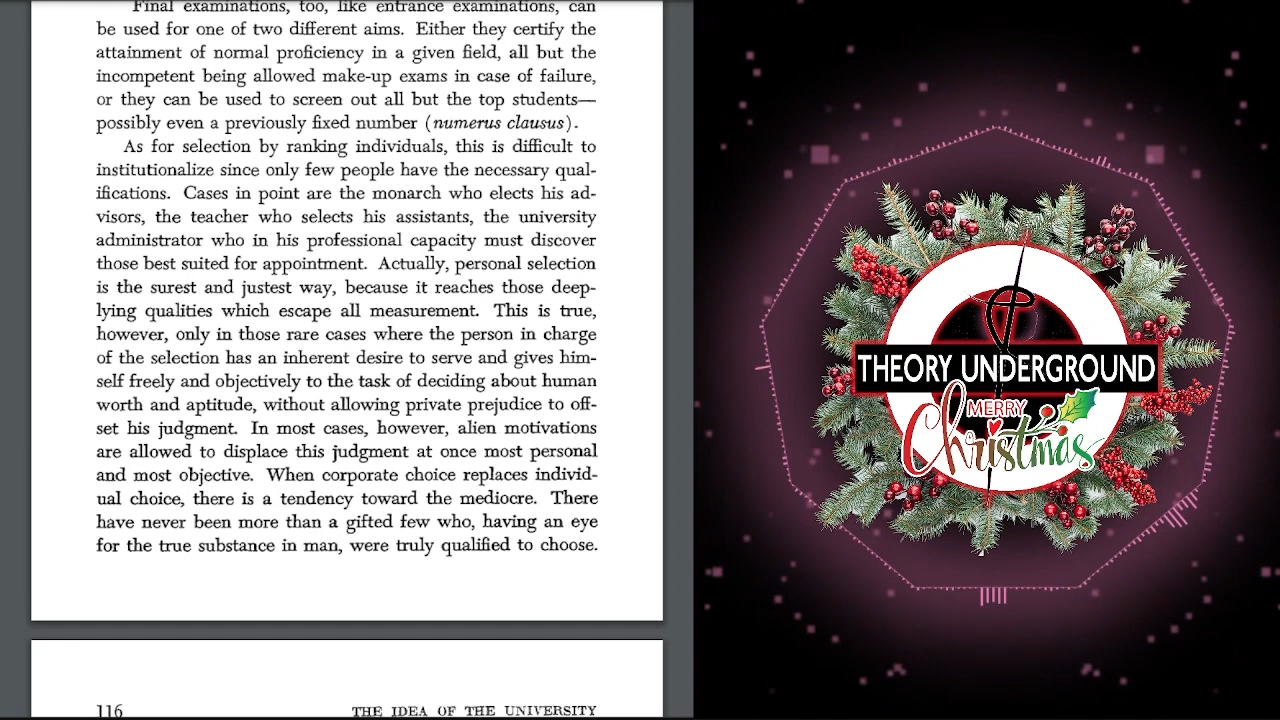 Final examinations, too, like entrance examinations, can
be used for one of two different aims. Either they certify the
attainment of normal proficiency in a given field, all but the
incompetent being allowed make-up exams in case of failure,
or they can be used to screen out all but the top students—
possibly even a previously fixed number (numerus clausus).
As for selection by ranking individuals, this is difficult to
institutionalize since only few people have the necessary qual-
ifications. Cases in point are the monarch who elects his ad-
visors, the teacher who selects his assistants, the university
administrator who in his professional capacity must discover
those best suited for appointment. Actually, personal selection
is the surest and justest way, because it reaches those deep-
lying qualities which escape all measurement. This is true,
however, only in those rare cases where the person in charge
of the selection has an inherent desire to serve and gives him-
self freely and objectively to the task of deciding about human
worth and aptitude, without allowing private prejudice to off-
set his judgment. In most cases, however, alien motivations
are allowed to displace this judgment at once most personal
and most objective. When corporate choice replaces individ-
ual choice, there is a tendency toward the mediocre. There
have never been more than a gifted few who, having an eye
for the true substance in man, were truly qualified to choose.
116 THE IDEA OF THE UNIVERSITY
THEORY UNDERGROUND
MERRY
Christmas